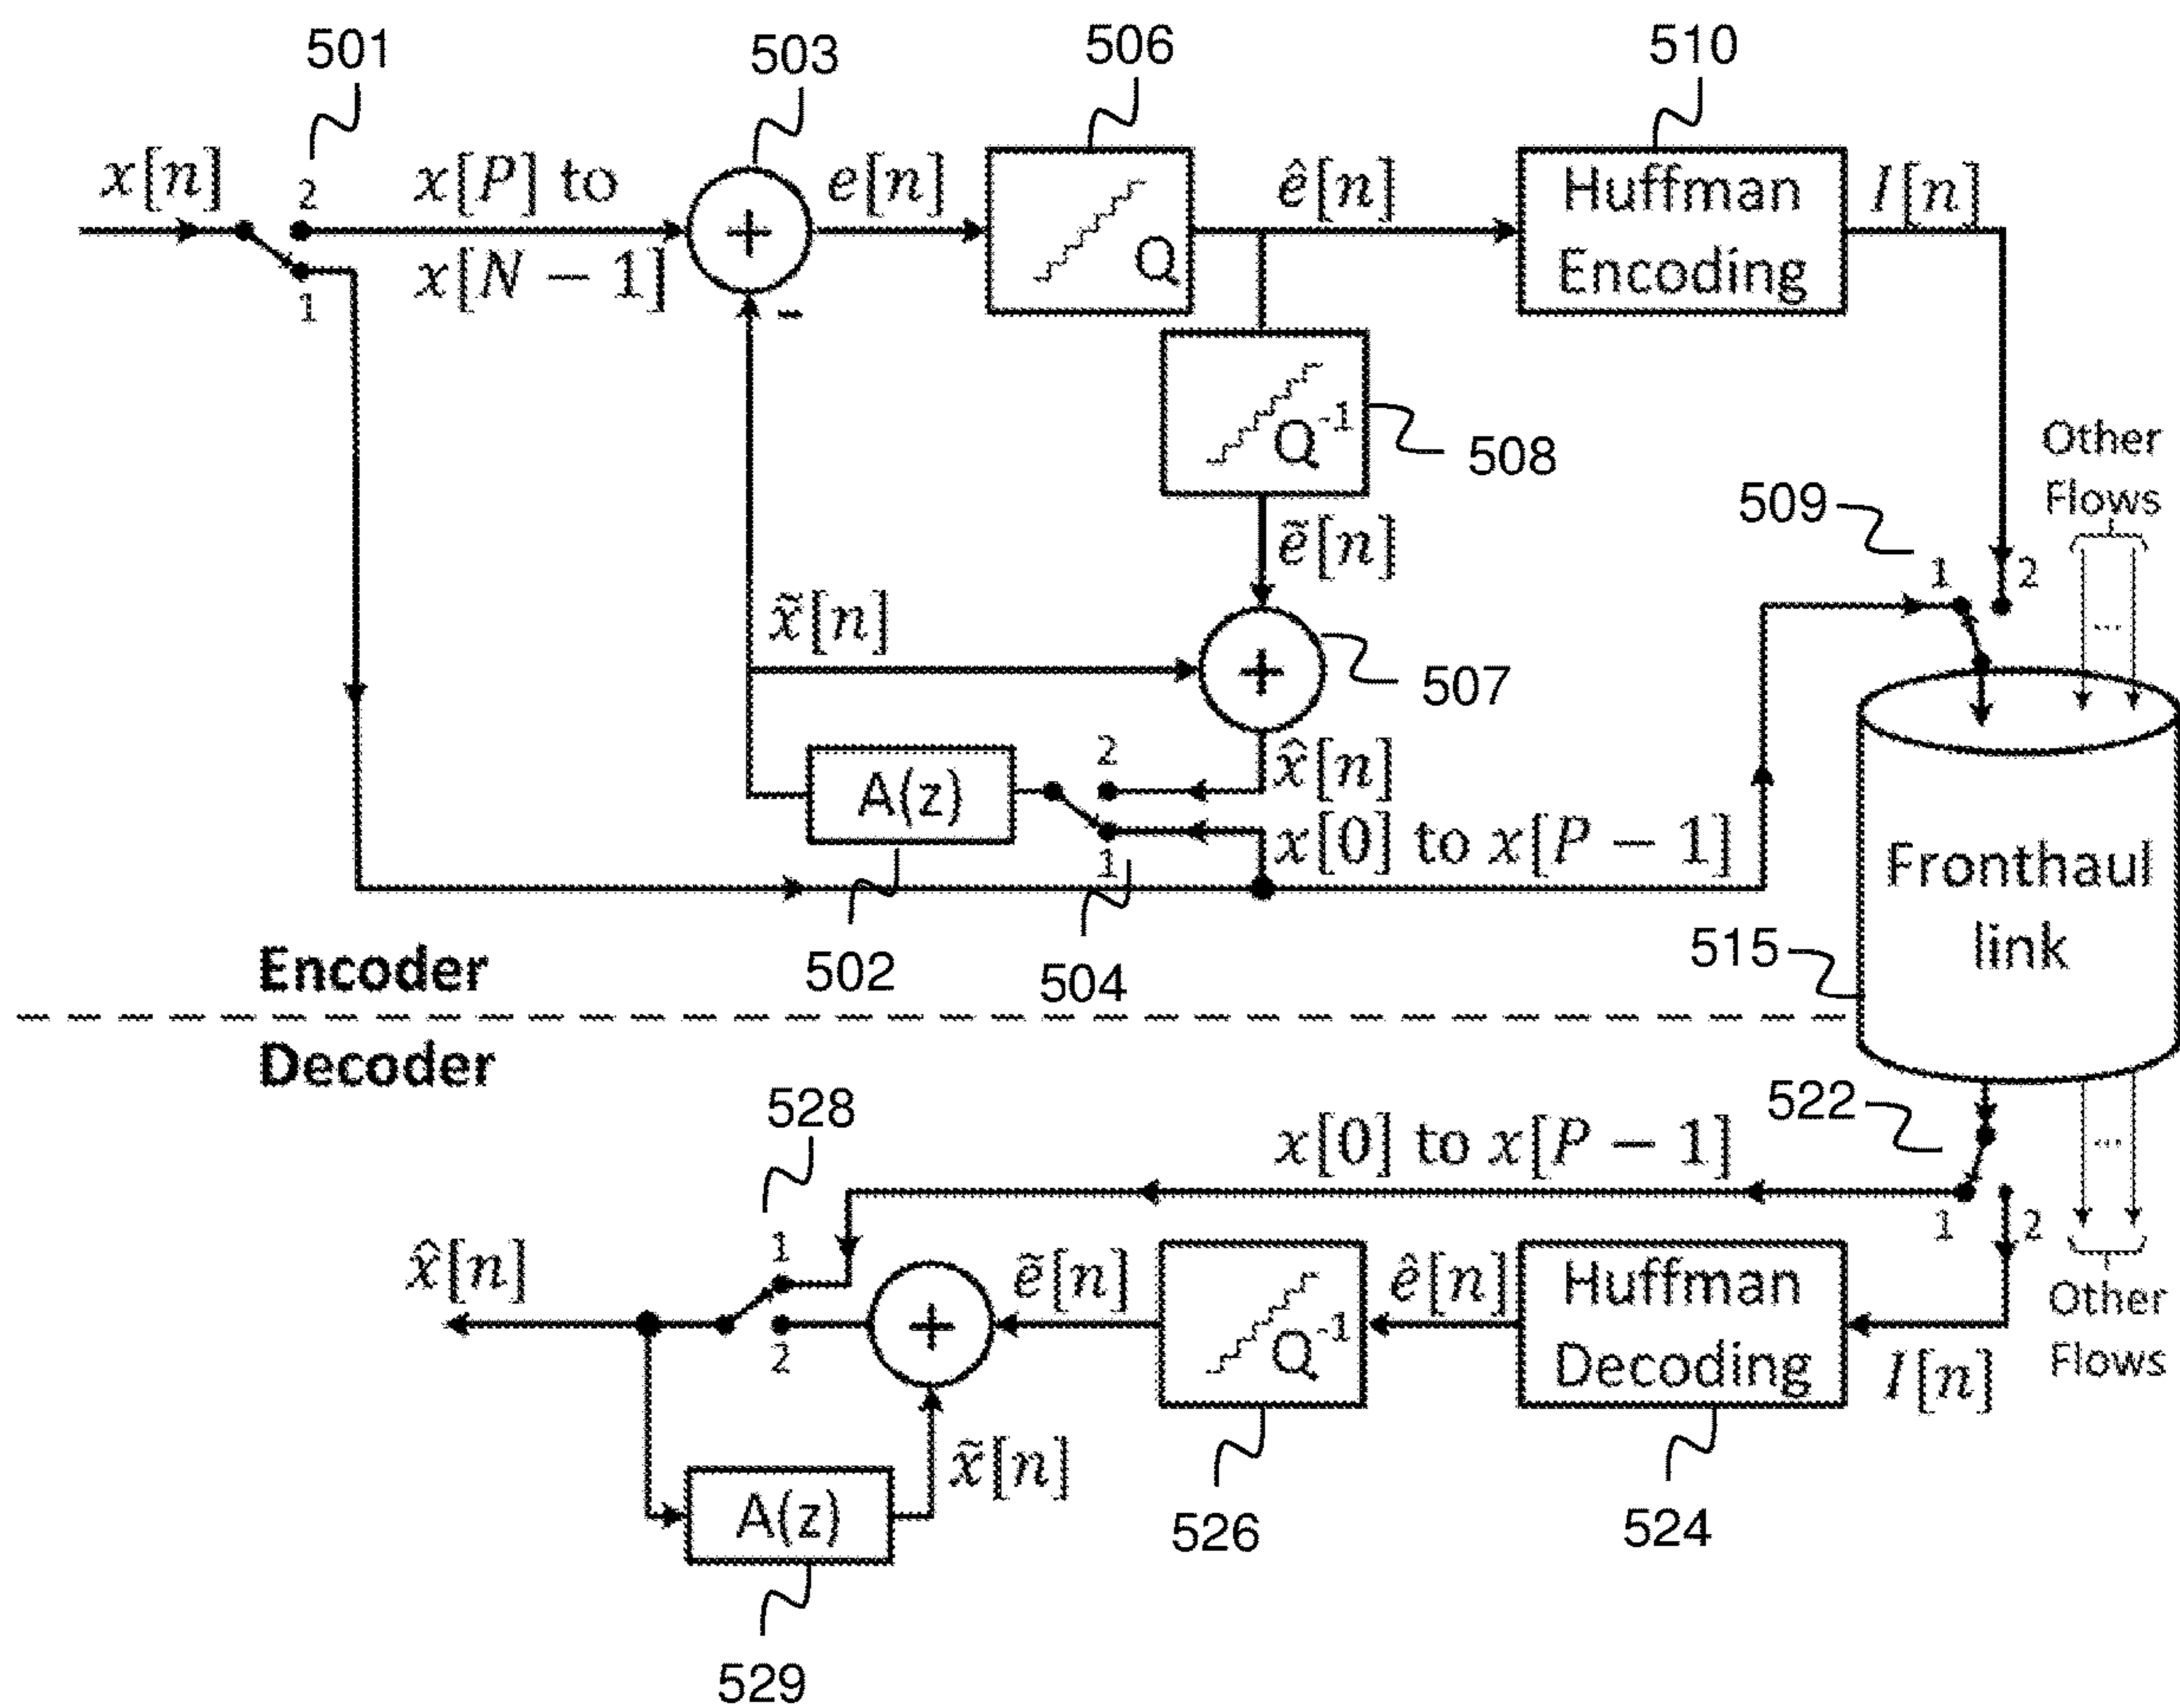 501
503
506
510
x[n]
2
1
x[P] to
x[N − 1]
+
-
e[n]
Q
ê[n]
Huffman
Encoding
I[n]
Q⁻¹
508
ẽ[n]
Other
Flows
509
1
2
...
x̃[n]
+
507
A(z)
2
1
x̂[n]
x[0] to x[P − 1]
Fronthaul
link
515
502
504
Encoder
Decoder
528
522
x[0] to x[P − 1]
...
1
2
x̂[n]
1
2
+
ẽ[n]
Q⁻¹
ê[n]
Huffman
Decoding
I[n]
Other
Flows
A(z)
x̃[n]
526
524
529